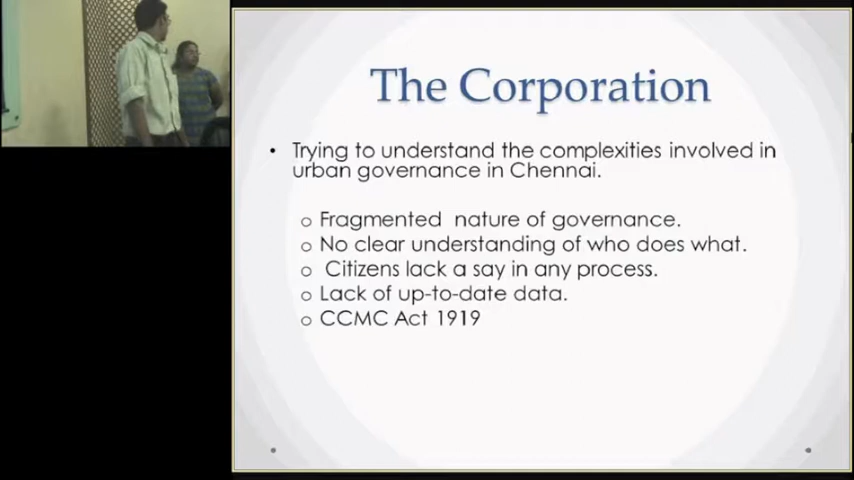 The Corporation
• Trying to understand the complexities involved in
urban governance in Chennai.
o Fragmented nature of governance.
o No clear understanding of who does what.
o Citizens lack a say in any process.
o Lack of up-to-date data.
o CCMC Act 1919